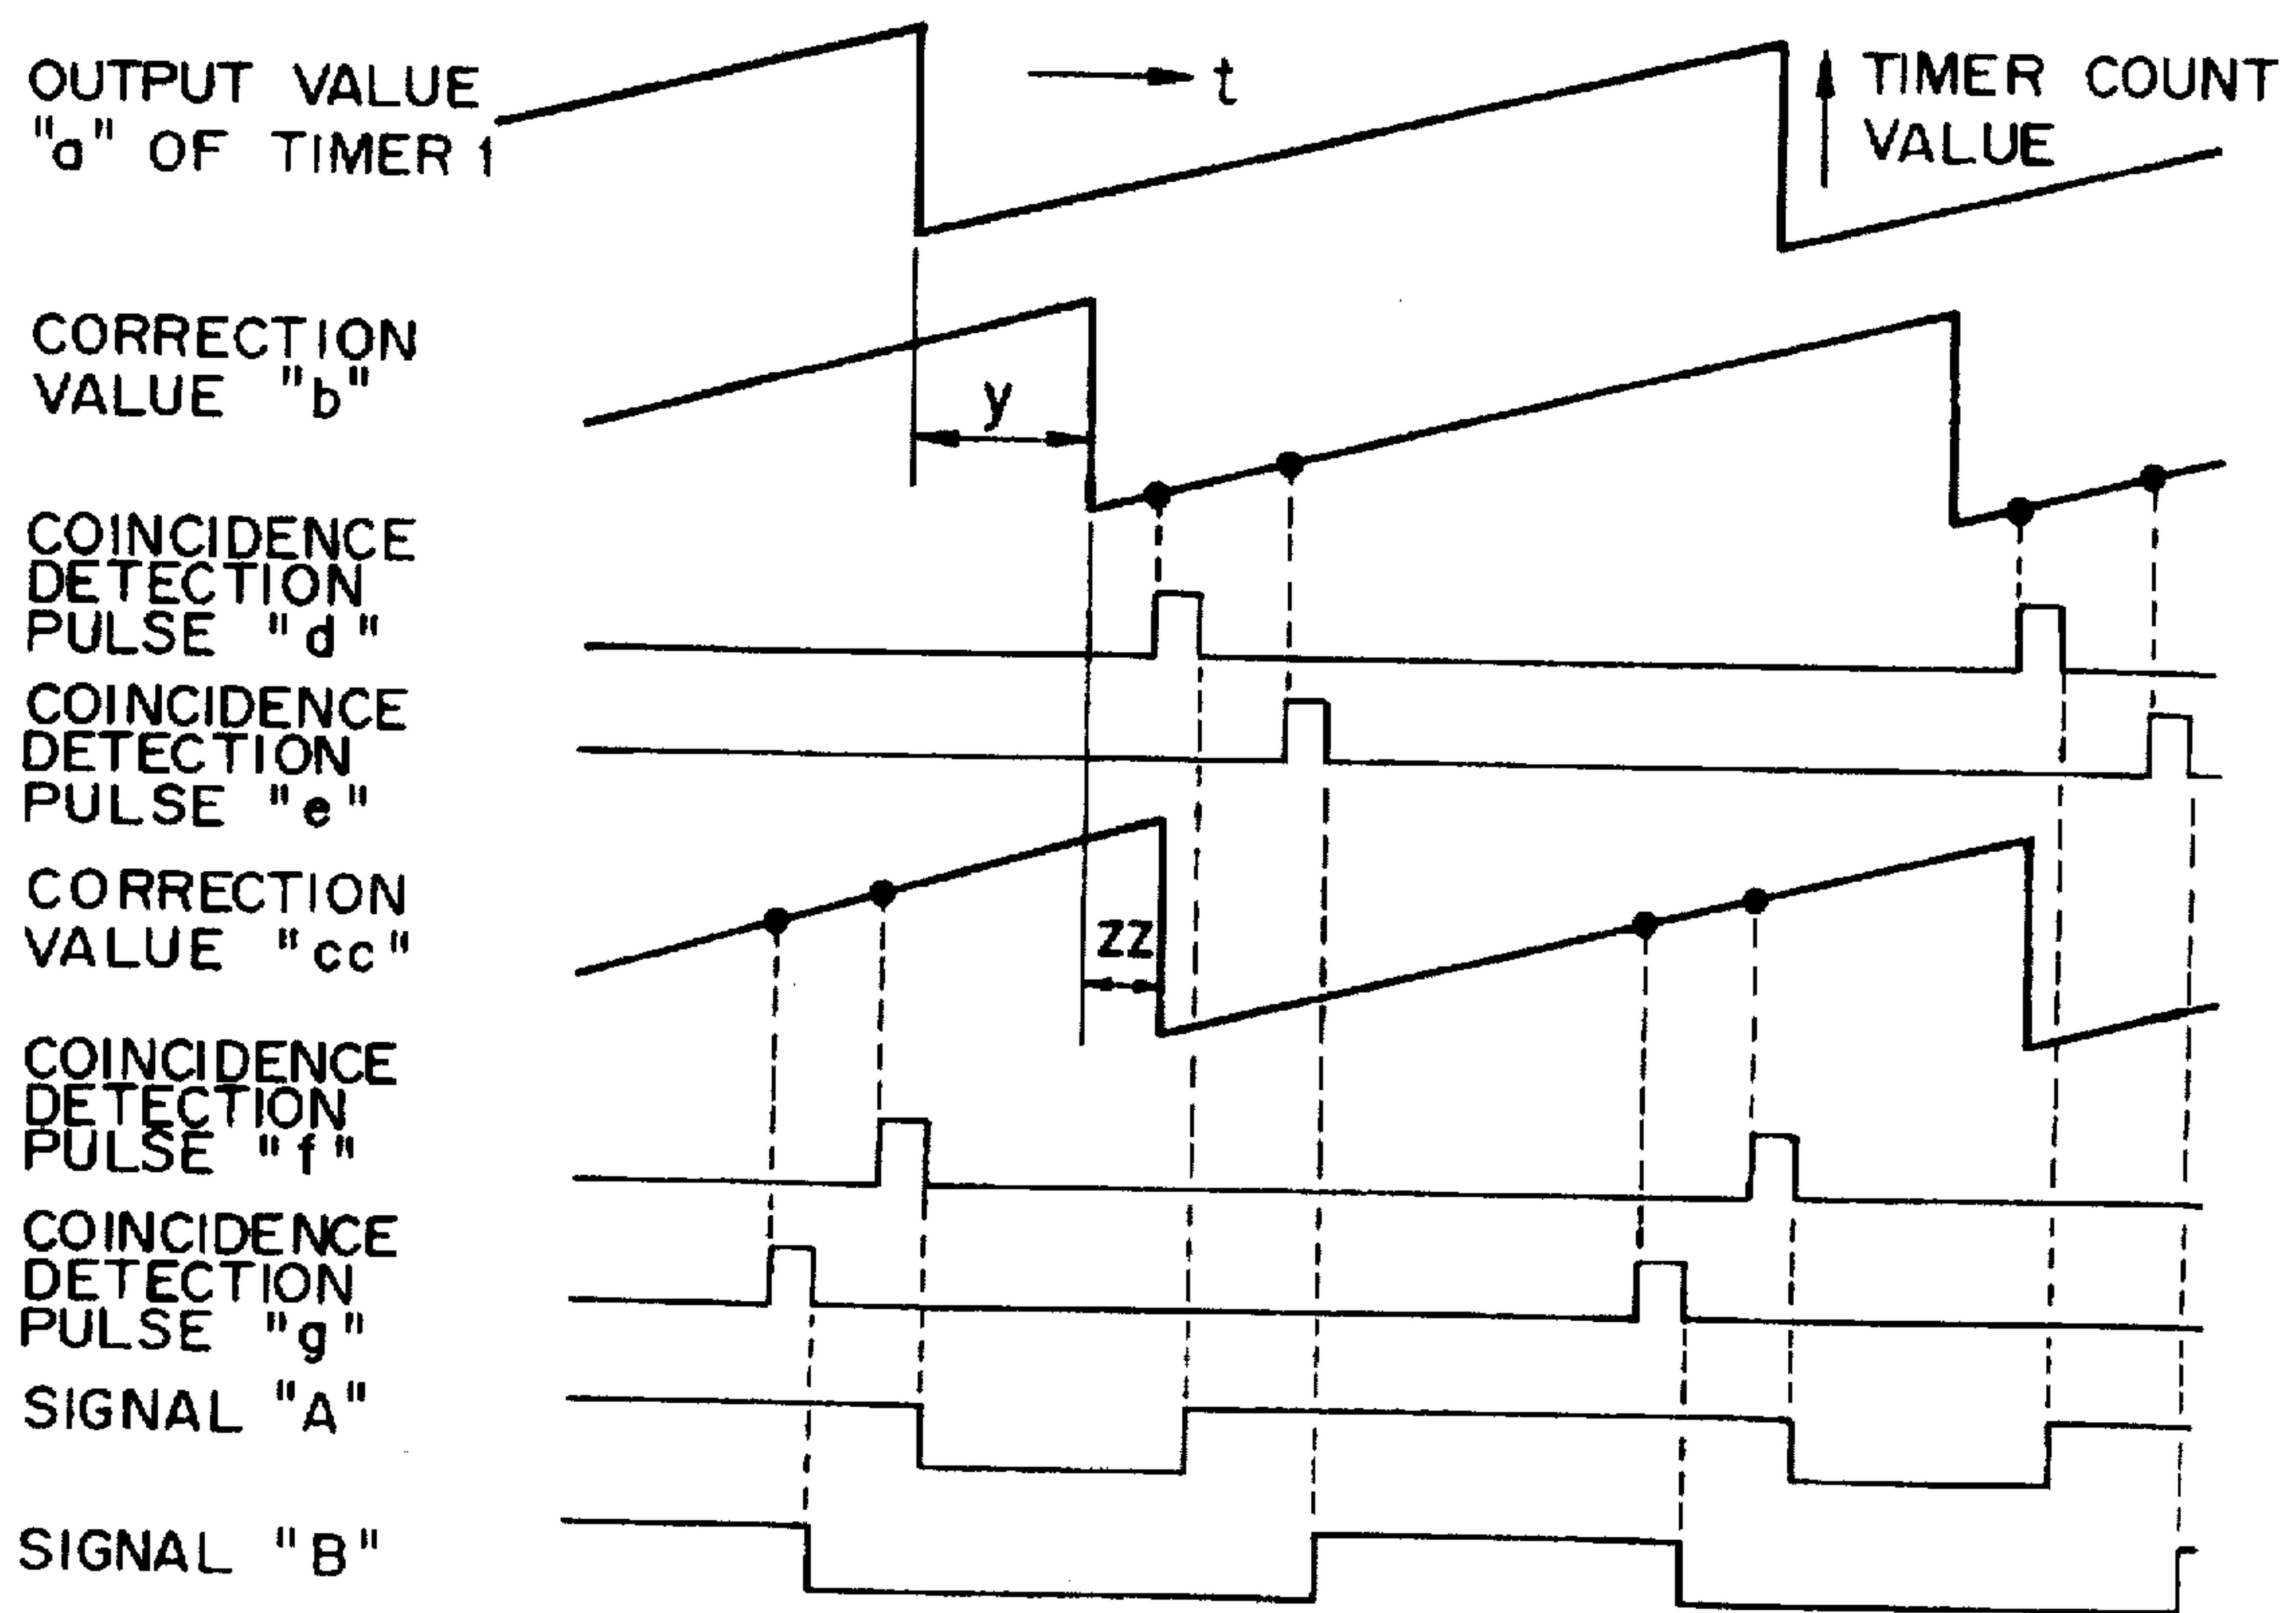 OUTPUT VALUE
"a" OF TIMER 1
t
TIMER COUNT
VALUE
CORRECTION
VALUE "b"
y
COINCIDENCE
DETECTION
PULSE "d"
COINCIDENCE
DETECTION
PULSE "e"
CORRECTION
VALUE "cc"
ZZ
COINCIDENCE
DETECTION
PULSE "f"
COINCIDENCE
DETECTION
PULSE "g"
SIGNAL "A"
SIGNAL "B"